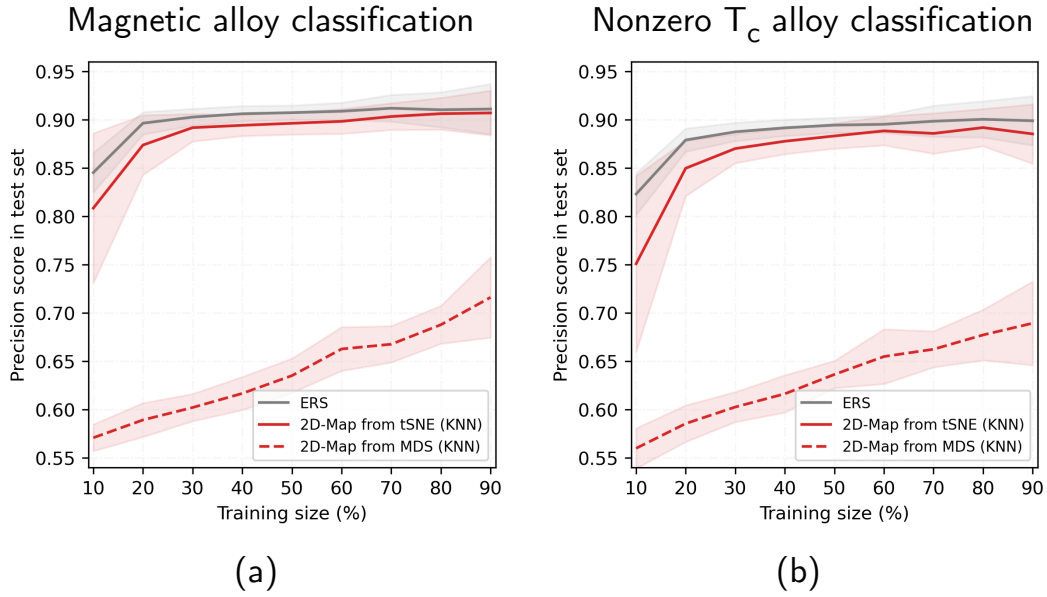 Magnetic alloy classification
Precision score in test set
0.95
0.90
0.85
0.80
0.75
0.70
0.65
0.60
0.55
ERS
2D-Map from tSNE (KNN)
2D-Map from MDS (KNN)
10 20 30 40 50 60 70 80 90
Training size (%)
(a)
Nonzero Tc alloy classification
Precision score in test set
0.95
0.90
0.85
0.80
0.75
0.70
0.65
0.60
0.55
ERS
2D-Map from tSNE (KNN)
2D-Map from MDS (KNN)
10 20 30 40 50 60 70 80 90
Training size (%)
(b)